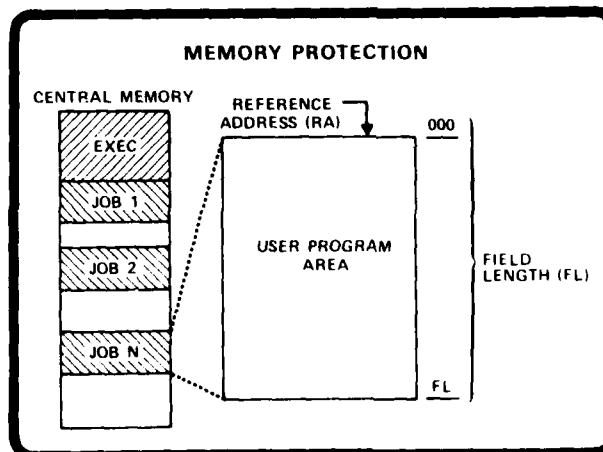 MEMORY PROTECTION
CENTRAL MEMORY
EXEC
JOB 1
JOB 2
JOB N
REFERENCE
ADDRESS (RA)
000
USER PROGRAM
AREA
FIELD
LENGTH (FL)
FL